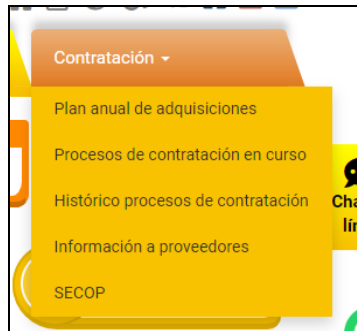 Contratación
Plan anual de adquisiciones
Procesos de contratación en curso
Histórico procesos de contratación
Información a proveedores
SECOP